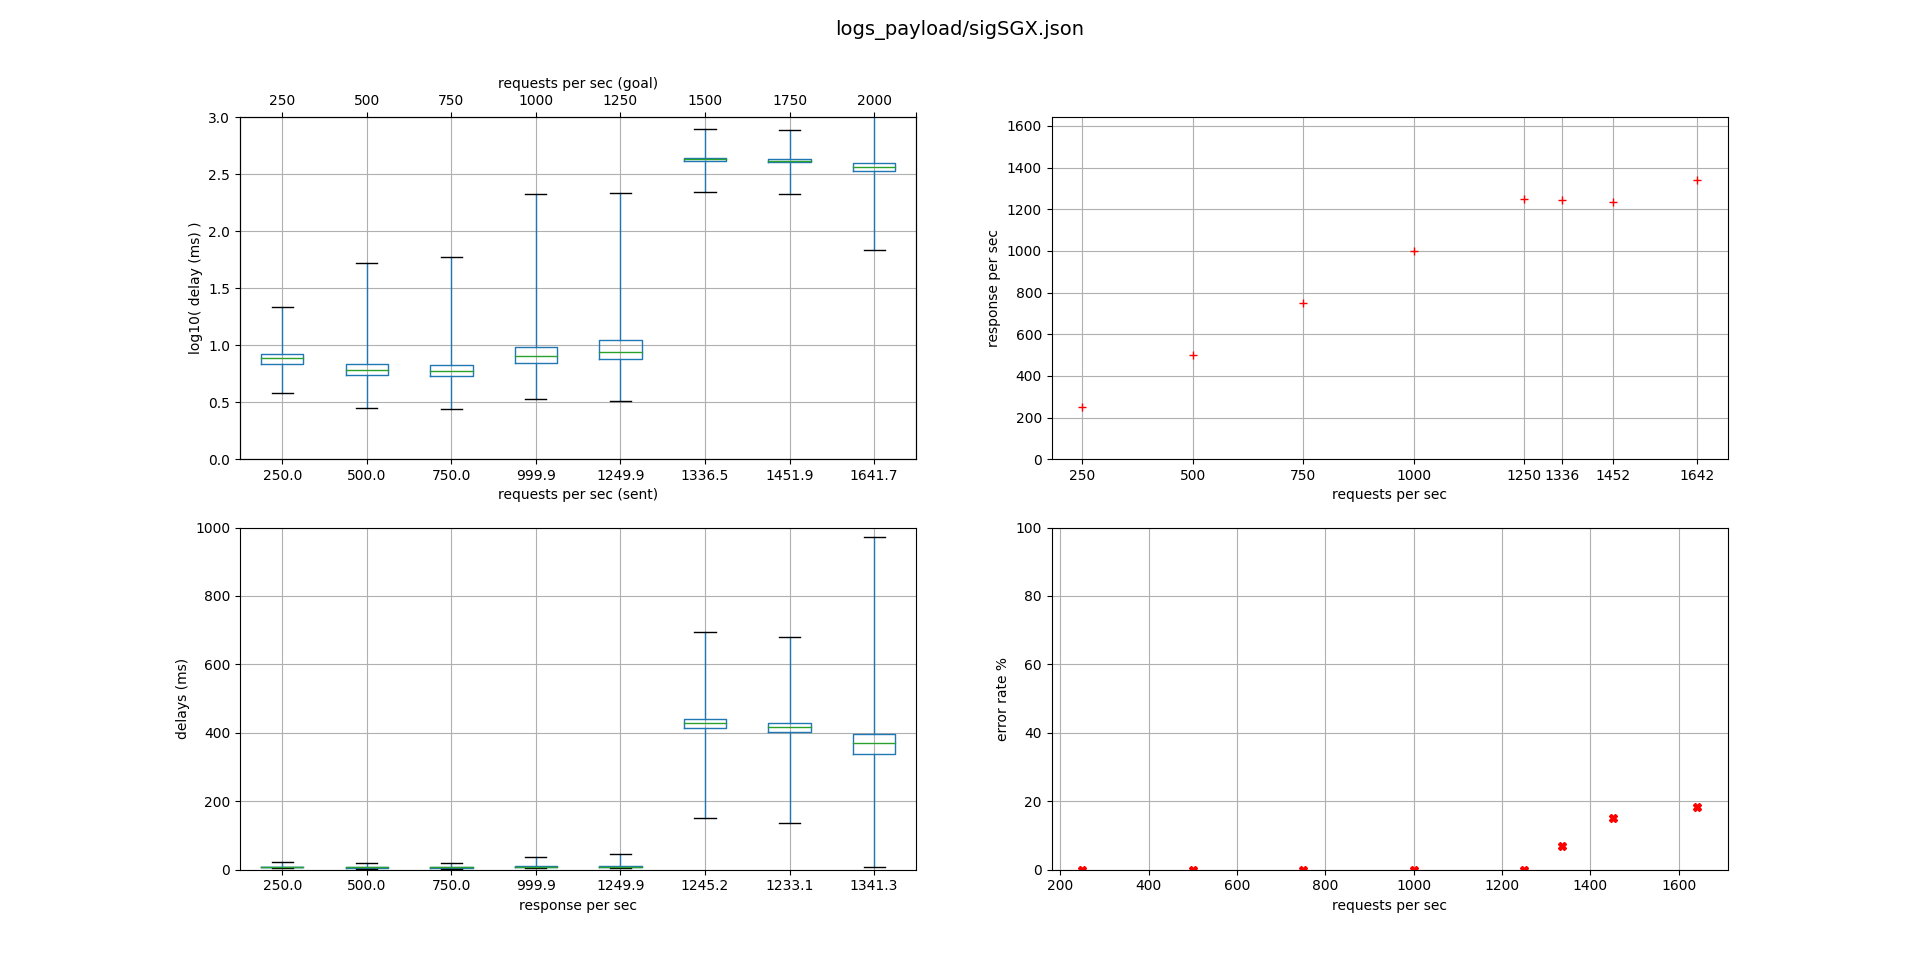 logs_payload/sigSGX.json
requests per sec (goal)
250 500 750 1000 1250 1500 1750 2000
3.0
2.5
2.0
1.5
1.0
0.5
0.0
log10( delay (ms) )
250.0 500.0 750.0 999.9 1249.9 1336.5 1451.9 1641.7
requests per sec (sent)
1600
1400
1200
1000
800
600
400
200
0
response per sec
250 500 750 1000 1250 1336 1452 1642
requests per sec
1000
800
600
400
200
0
delays (ms)
250.0 500.0 750.0 999.9 1249.9 1245.2 1233.1 1341.3
response per sec
100
80
60
40
20
0
error rate %
200 400 600 800 1000 1200 1400 1600
requests per sec